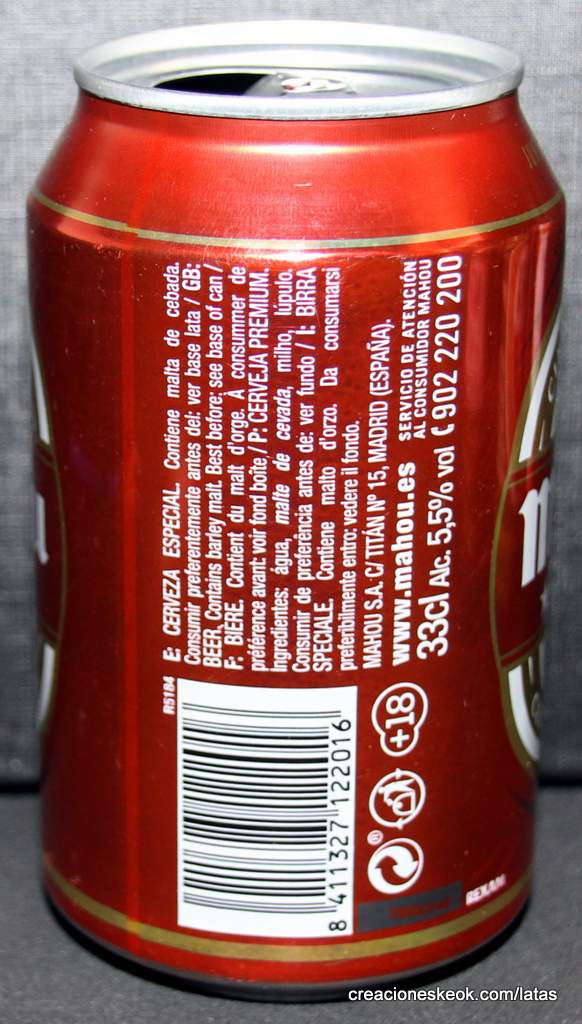 E: CERVEZA ESPECIAL. Contiene malta de cebada.
Consumir preferentemente antes del: ver base lata / GB:
BEER. Contains barley malt. Best before: see base of can /
F: BIERE. Contient du malt d'orge. À consummer de
préférence avant: voir fond boîte / P: CERVEJA PREMIUM.
Ingredientes: água, malte de cevada, milho, lúpulo.
Consumir de preferência antes de: ver fundo / I: BIRRA
SPECIALE. Contiene malto d'orzo. Da consumarsi
preferibilmente entro: vedere il fondo.
MAHOU S.A. C/ TITÁN Nº 15, MADRID (ESPAÑA).
www.mahou.es
SERVICIO DE ATENCIÓN
AL CONSUMIDOR MAHOU
33cl Alc. 5,5% vol
902 220 200
R5184
8 411327 122016
+18
®
REXAM
creacioneskeok.com/latas